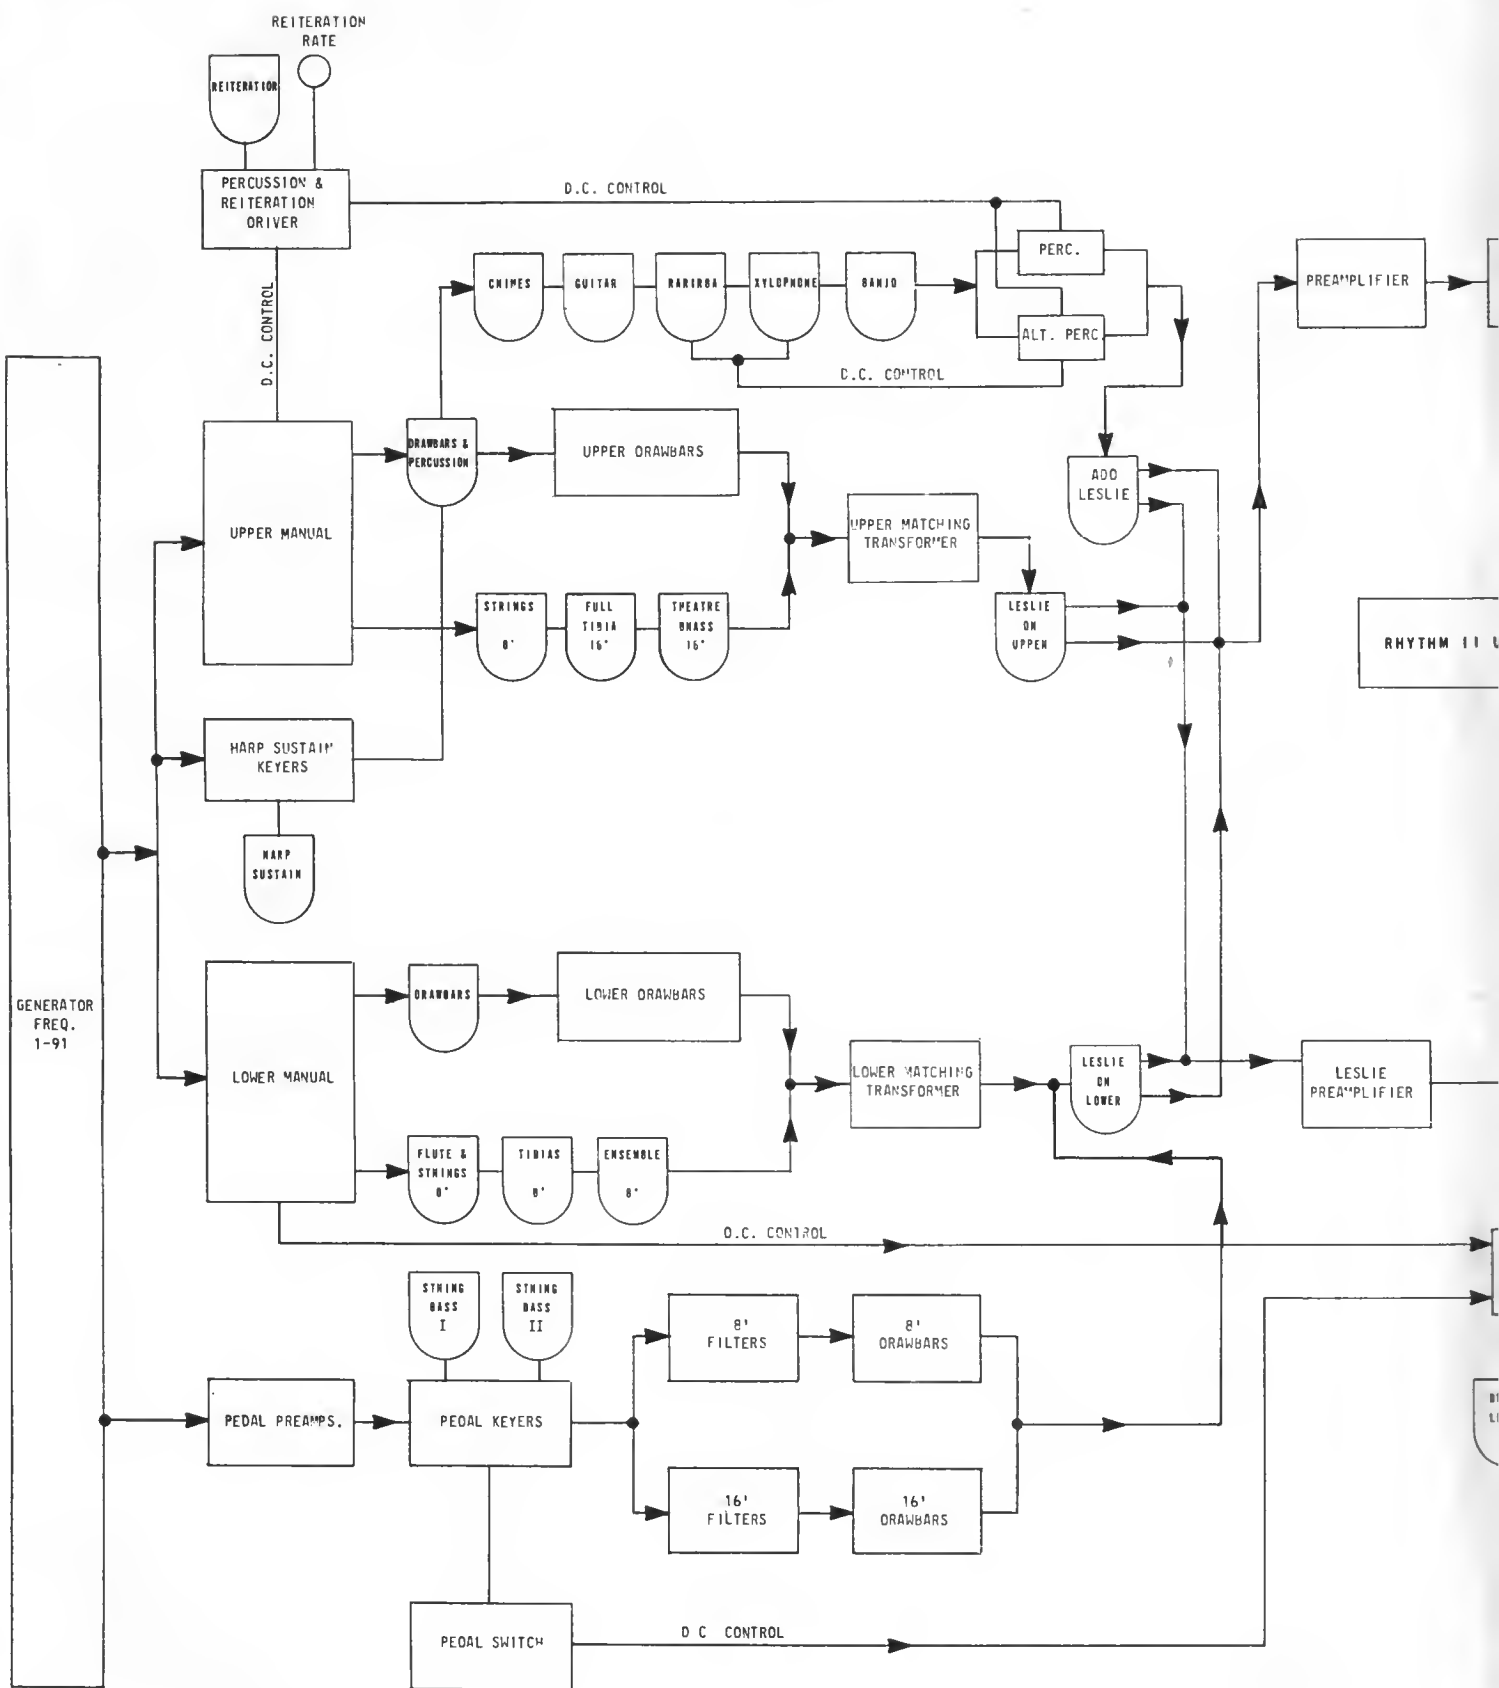 REITERATION
RATE
REITERATION
PERCUSSION &
REITERATION
DRIVER
D.C. CONTROL
D.C. CONTROL
CHIMES
GUITAR
XYLOPHONE
BANJO
PERC.
ALT. PERC
D.C. CONTROL
PREAMPLIFIER
DRAWBARS &
PERCUSSION
UPPER DRAWBARS
ADD
LESLIE
UPPER MANUAL
UPPER MATCHING
TRANSFORMER
STRINGS
8'
FULL
TIBIA
16'
THEATRE
BRASS
16'
LESLIE
ON
UPPER
RHYTHM II U
HARP SUSTAIN
KEYERS
HARP
SUSTAIN
GENERATOR
FREQ.
1-91
LOWER MANUAL
DRAWBARS
LOWER DRAWBARS
LOWER MATCHING
TRANSFORMER
LESLIE
ON
LOWER
LESLIE
PREAMPLIFIER
FLUTE &
STRINGS
8'
TIBIAS
8'
ENSEMBLE
8'
D.C. CONTROL
STRING
BASS
I
STRING
BASS
II
8'
FILTERS
8'
DRAWBARS
PEDAL PREAMPS.
PEDAL KEYERS
16'
FILTERS
16'
DRAWBARS
PEDAL SWITCH
D C CONTROL